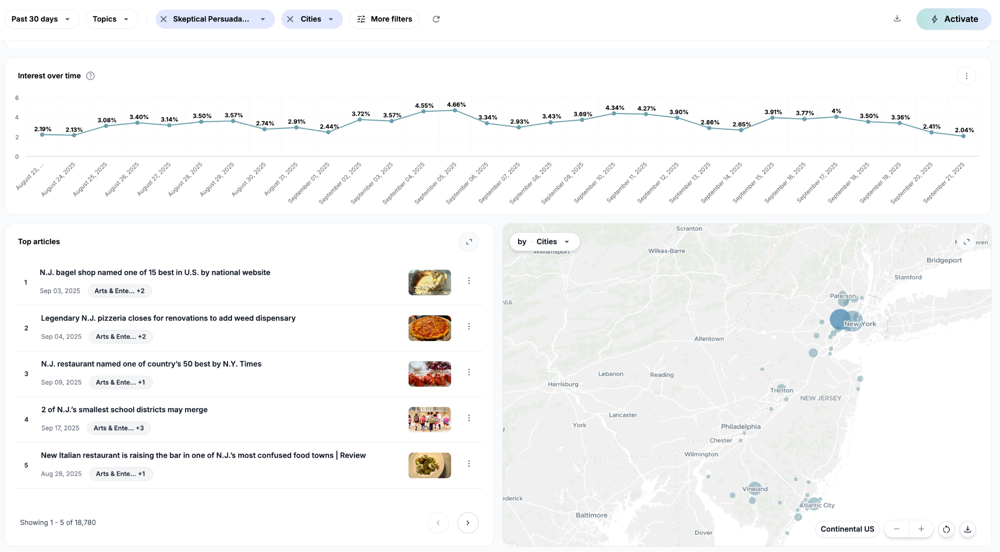 Past 30 days
Topics
Skeptical Persuada...
Cities
More filters
Activate
Interest over time
?
6
4
2
0
2.19%
2.13%
3.08%
3.40%
3.14%
3.50%
3.57%
2.74%
2.91%
2.44%
3.72%
3.57%
4.55%
4.66%
3.34%
2.93%
3.43%
3.69%
4.34%
4.27%
3.90%
2.86%
2.65%
3.91%
3.77%
4%
3.50%
3.36%
2.41%
2.04%
August 23, ...
August 24, 2025
August 25, 2025
August 26, 2025
August 27, 2025
August 28, 2025
August 29, 2025
August 30, 2025
August 31, 2025
September 01, 2025
September 02, 2025
September 03, 2025
September 04, 2025
September 05, 2025
September 06, 2025
September 07, 2025
September 08, 2025
September 09, 2025
September 10, 2025
September 11, 2025
September 12, 2025
September 13, 2025
September 14, 2025
September 15, 2025
September 16, 2025
September 17, 2025
September 18, 2025
September 19, 2025
September 20, 2025
September 21, 2025
Top articles
1
N.J. bagel shop named one of 15 best in U.S. by national website
Sep 03, 2025
Arts & Ente... +2
2
Legendary N.J. pizzeria closes for renovations to add weed dispensary
Sep 04, 2025
Arts & Ente... +2
3
N.J. restaurant named one of country's 50 best by N.Y. Times
Sep 09, 2025
Arts & Ente... +1
4
2 of N.J.'s smallest school districts may merge
Sep 17, 2025
Arts & Ente... +3
5
New Italian restaurant is raising the bar in one of N.J.'s most confused food towns | Review
Aug 28, 2025
Arts & Ente... +1
Showing 1 - 5 of 18,780
by · Cities
Scranton
Williamsport
Wilkes-Barre
Bridgeport
Stamford
Paterson
NIA
New York
Allentown
Lebanon
Reading
Harrisburg
Trenton
NEW JERSEY
Lancaster
York
Philadelphia
Chester
Wilmington
Vineland
ederick
Atlantic City
Baltimore
Dover
Continental US